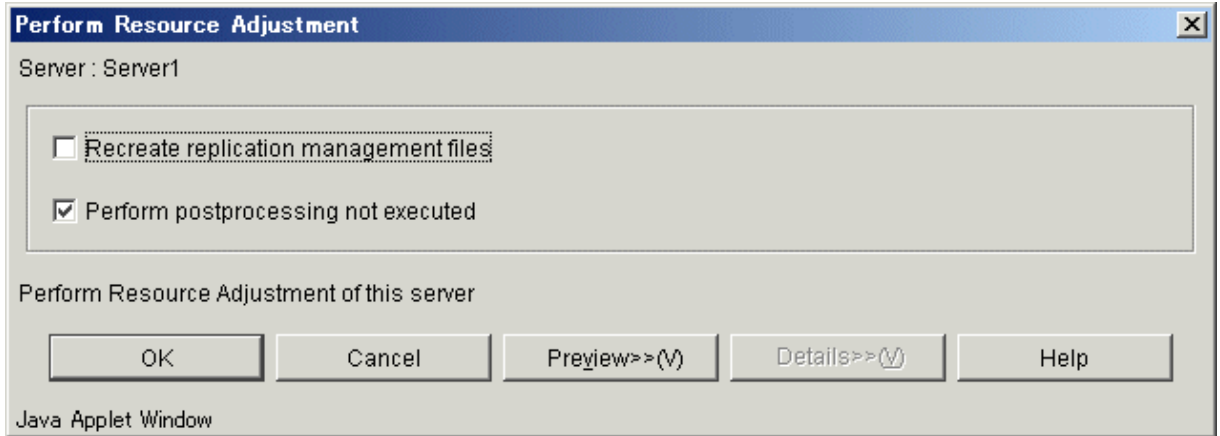 Perform Resource Adjustment
Server : Server1
Recreate replication management files
Perform postprocessing not executed
Perform Resource Adjustment of this server
OK Cancel Preview>>(V) Details>>(V) Help
Java Applet Window